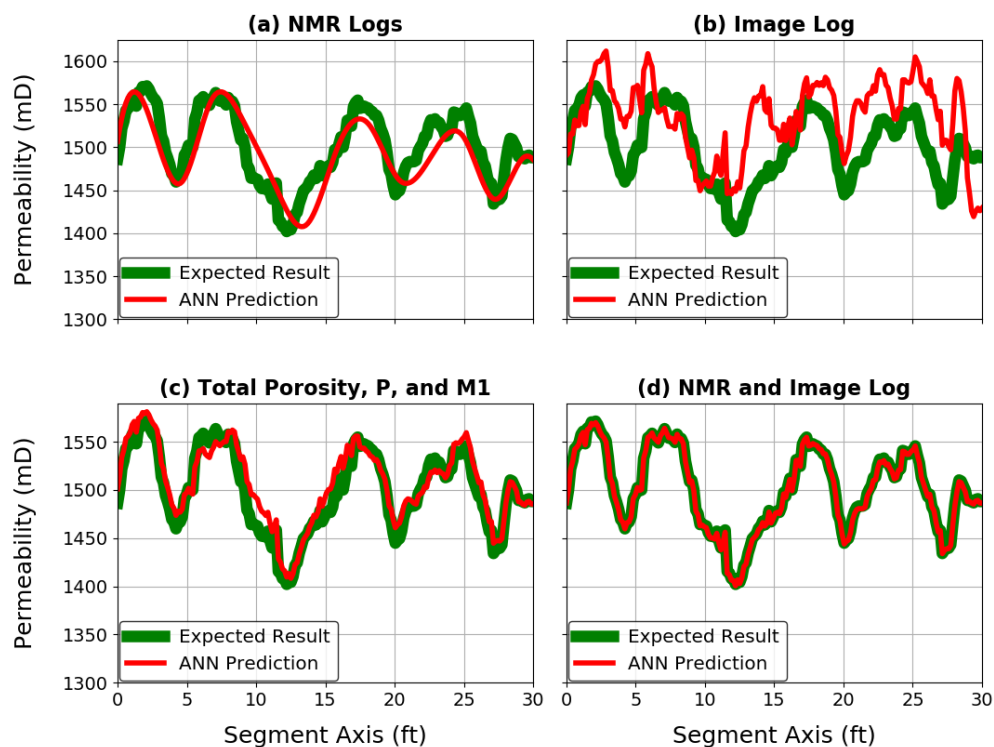 (a) NMR Logs
(b) Image Log
Permeability (mD)
1600
1550
1500
1450
1400
1350
1300
Expected Result
ANN Prediction
Expected Result
ANN Prediction
(c) Total Porosity, P, and M1
(d) NMR and Image Log
Permeability (mD)
1550
1500
1450
1400
1350
1300
Expected Result
ANN Prediction
Expected Result
ANN Prediction
0 5 10 15 20 25 30
0 5 10 15 20 25 30
Segment Axis (ft)
Segment Axis (ft)